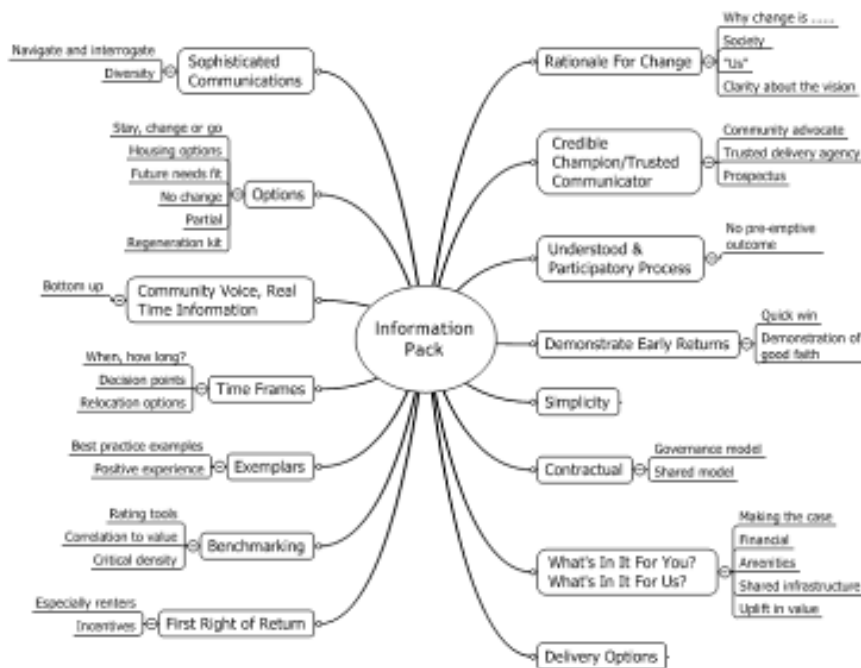 Information
Pack
Rationale For Change
Why change is .....
Society
"Us"
Clarity about the vision
Credible
Champion/Trusted
Communicator
Community advocate
Trusted delivery agency
Prospectus
Understood &
Participatory Process
No pre-emptive
outcome
Demonstrate Early Returns
Quick win
Demonstration of
good faith
Simplicity
Contractual
Governance model
Shared model
What's In It For You?
What's In It For Us?
Making the case
Financial
Amenities
Shared infrastructure
Uplift in value
Delivery Options
Sophisticated
Communications
Navigate and interrogate
Diversity
Options
Stay, change or go
Housing options
Future needs fit
No change
Partial
Regeneration kit
Community Voice, Real
Time Information
Bottom up
Time Frames
When, how long?
Decision points
Relocation options
Exemplars
Best practice examples
Positive experience
Benchmarking
Rating tools
Correlation to value
Critical density
First Right of Return
Especially renters
Incentives